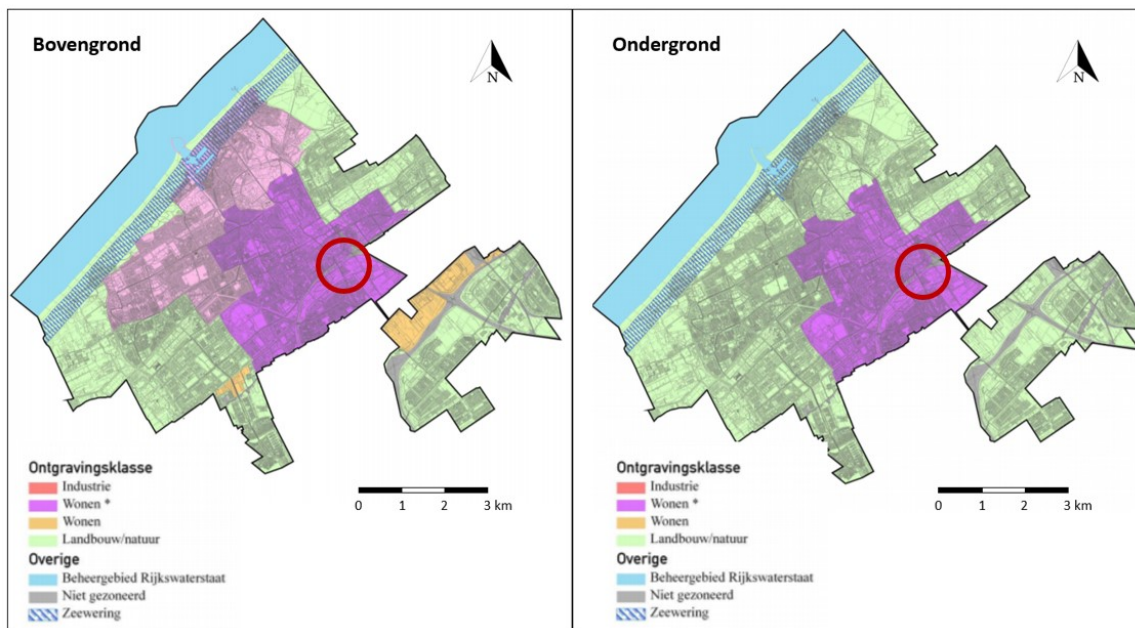 Bovengrond
N
Ontgravingsklasse
Industrie
Wonen *
Wonen
Landbouw/natuur
Overige
Beheergebied Rijkswaterstaat
Niet gezoneerd
Zeewering
0 1 2 3 km
Ondergrond
N
Ontgravingsklasse
Industrie
Wonen *
Wonen
Landbouw/natuur
Overige
Beheergebied Rijkswaterstaat
Niet gezoneerd
Zeewering
0 1 2 3 km